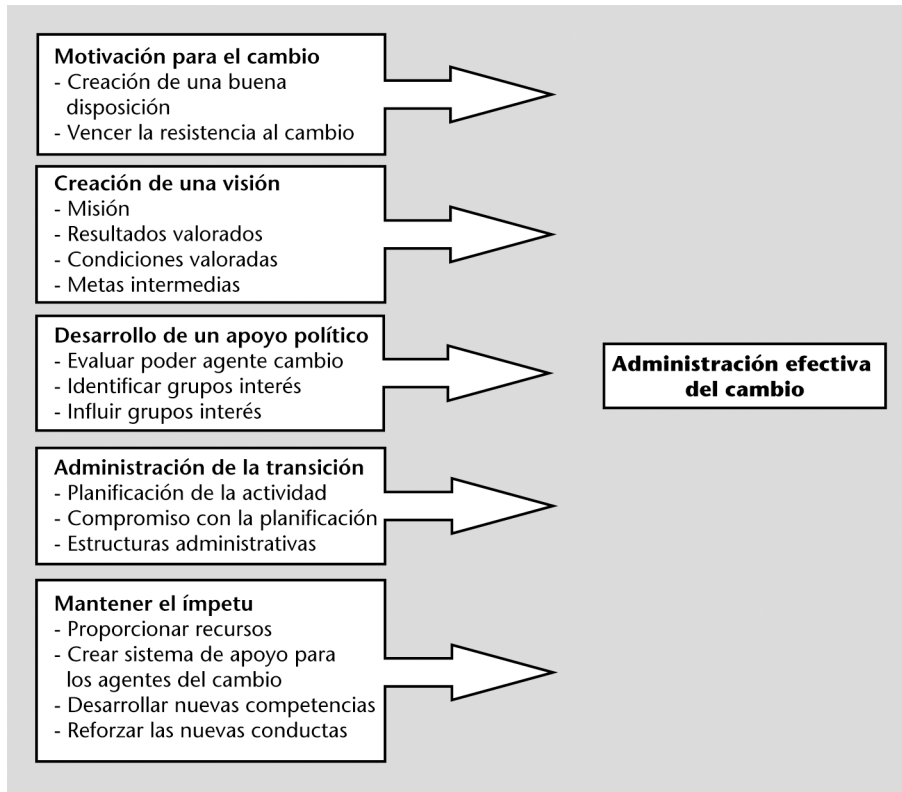 Motivación para el cambio
- Creación de una buena
disposición
- Vencer la resistencia al cambio
Creación de una visión
- Misión
- Resultados valorados
- Condiciones valoradas
- Metas intermedias
Desarrollo de un apoyo político
- Evaluar poder agente cambio
- Identificar grupos interés
- Influir grupos interés
Administración efectiva
del cambio
Administración de la transición
- Planificación de la actividad
- Compromiso con la planificación
- Estructuras administrativas
Mantener el ímpetu
- Proporcionar recursos
- Crear sistema de apoyo para
los agentes del cambio
- Desarrollar nuevas competencias
- Reforzar las nuevas conductas